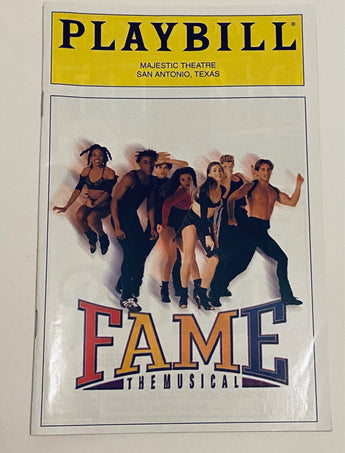 PLAYBILL®
MAJESTIC THEATRE
SAN ANTONIO, TEXAS
FAME
THE MUSICAL